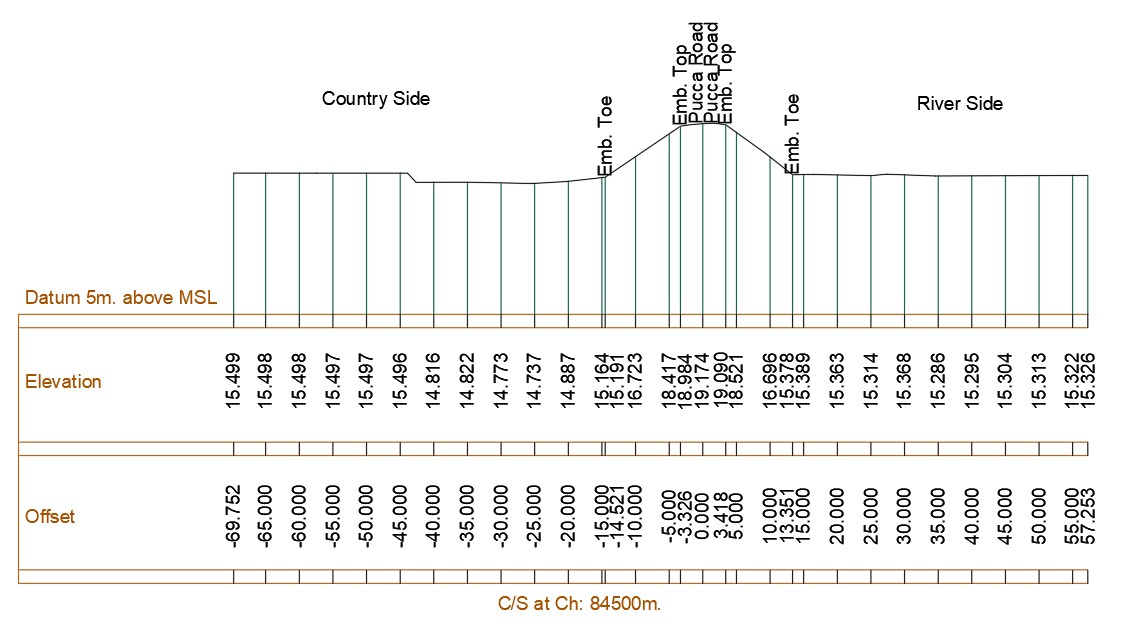 Emb. Top
Pucca Road
Pucca Road
Emb. Top
Country Side
Emb. Toe
Emb. Toe
River Side
Datum 5m. above MSL
Elevation 15.499 15.498 15.498 15.497 15.497 15.496 14.816 14.822 14.773 14.737 14.887 15.164 15.191 16.723 18.417 18.984 19.174 19.090 18.521 16.696 15.378 15.389 15.363 15.314 15.368 15.286 15.295 15.304 15.313 15.322 15.326
Offset -69.752 -65.000 -60.000 -55.000 -45.000 -40.000 -35.000 -30.000 -25.000 -20.000 -15.000 -14.521 -10.000 -5.000 -3.326 0.000 3.418 5.000 10.000 13.351 15.000 20.000 25.000 30.000 35.000 40.000 45.000 50.000 55.000 57.253
C/S at Ch: 84500m.